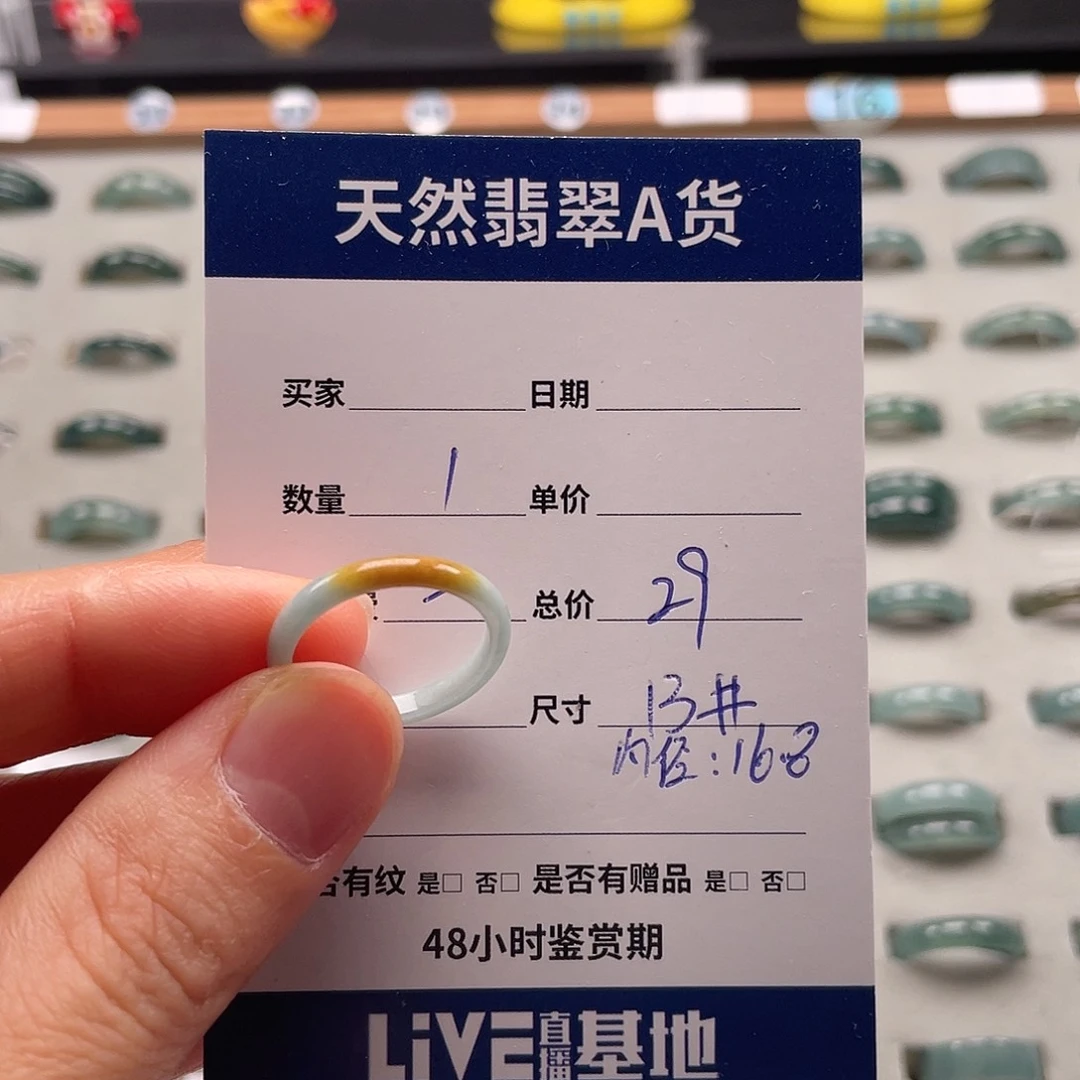 天然翡翠A货
买家 日期
数量 1 单价
总价 29
尺寸 13#
内径:16.8
有纹 是□ 否□ 是否有赠品 是□ 否□
48小时鉴赏期
LiVE直播基地